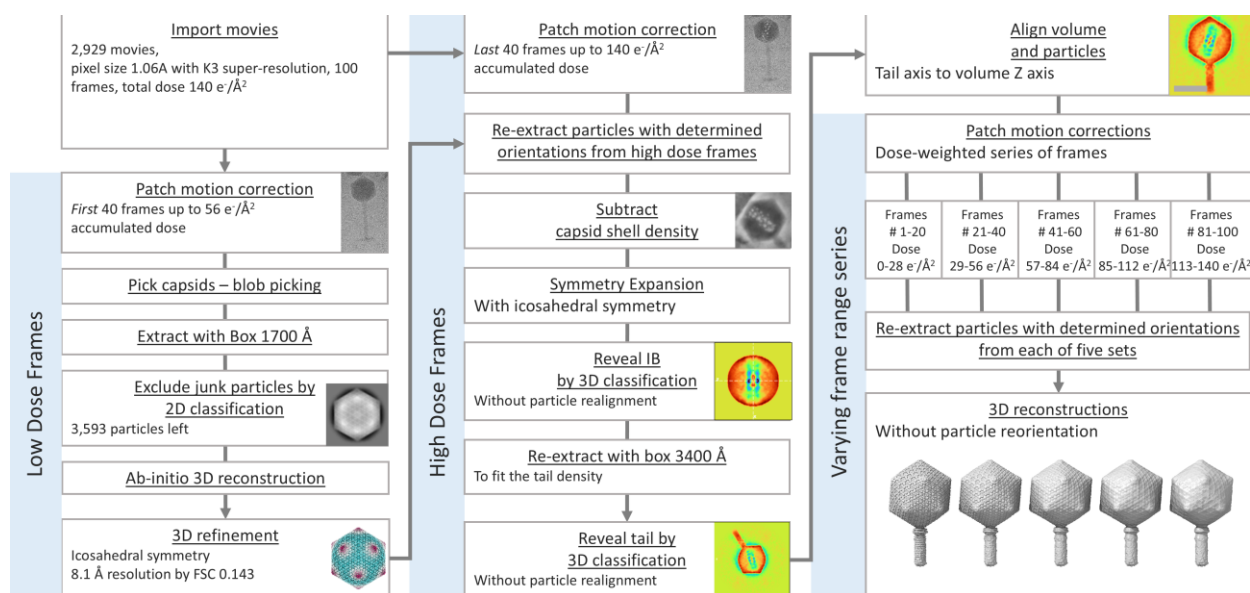 Import movies
2,929 movies,
pixel size 1.06A with K3 super-resolution, 100
frames, total dose 140 e⁻/Å²
Low Dose Frames
Patch motion correction
First 40 frames up to 56 e⁻/Å²
accumulated dose
Pick capsids – blob picking
Extract with Box 1700 Å
Exclude junk particles by
2D classification
3,593 particles left
Ab-initio 3D reconstruction
3D refinement
Icosahedral symmetry
8.1 Å resolution by FSC 0.143
High Dose Frames
Patch motion correction
Last 40 frames up to 140 e⁻/Å²
accumulated dose
Re-extract particles with determined
orientations from high dose frames
Subtract
capsid shell density
Symmetry Expansion
With icosahedral symmetry
Reveal IB
by 3D classification
Without particle realignment
Re-extract with box 3400 Å
To fit the tail density
Reveal tail by
3D classification
Without particle realignment
Align volume
and particles
Tail axis to volume Z axis
Varying frame range series
Patch motion corrections
Dose-weighted series of frames
Frames
# 1-20
Dose
0-28 e⁻/Å²
Frames
# 21-40
Dose
29-56 e⁻/Å²
Frames
# 41-60
Dose
57-84 e⁻/Å²
Frames
# 61-80
Dose
85-112 e⁻/Å²
Frames
# 81-100
Dose
113-140 e⁻/Å²
Re-extract particles with determined orientations
from each of five sets
3D reconstructions
Without particle reorientation